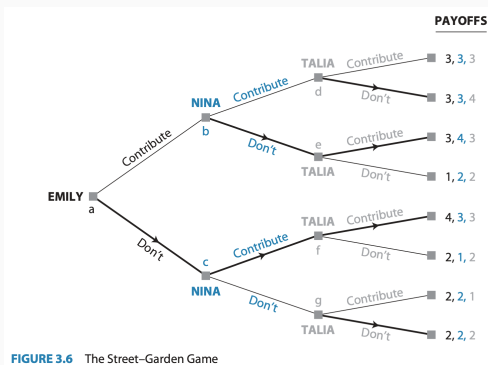 PAYOFFS
TALIA Contribute 3, 3, 3
d
NINA Contribute Don't 3, 3, 4
b
Contribute e Contribute 3, 4, 3
Don't
TALIA Don't 1, 2, 2
EMILY
a
TALIA Contribute 4, 3, 3
Don't c Contribute f Don't 2, 1, 2
NINA
Don't g Contribute 2, 2, 1
TALIA Don't 2, 2, 2
FIGURE 3.6 The Street–Garden Game